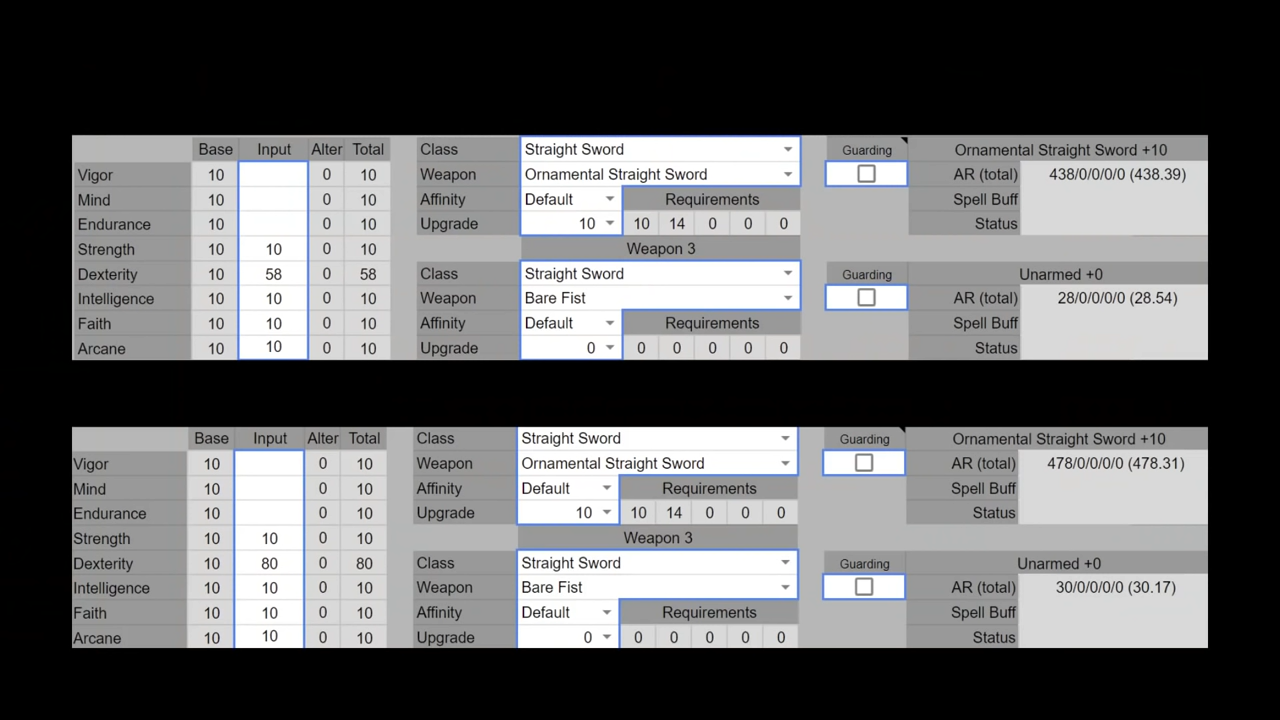 Base Input Alter Total Class Straight Sword Guarding Ornamental Straight Sword +10
Vigor 10 0 10 Weapon Ornamental Straight Sword AR (total) 438/0/0/0/0 (438.39)
Mind 10 0 10 Affinity Default Requirements Spell Buff
Endurance 10 0 10 Upgrade 10 10 14 0 0 0 Status
Strength 10 10 0 10 Weapon 3
Dexterity 10 58 0 58 Class Straight Sword Guarding Unarmed +0
Intelligence 10 10 0 10 Weapon Bare Fist AR (total) 28/0/0/0/0 (28.54)
Faith 10 10 0 10 Affinity Default Requirements Spell Buff
Arcane 10 10 0 10 Upgrade 0 0 0 0 0 0 Status
Base Input Alter Total Class Straight Sword Guarding Ornamental Straight Sword +10
Vigor 10 0 10 Weapon Ornamental Straight Sword AR (total) 478/0/0/0/0 (478.31)
Mind 10 0 10 Affinity Default Requirements Spell Buff
Endurance 10 0 10 Upgrade 10 10 14 0 0 0 Status
Strength 10 10 0 10 Weapon 3
Dexterity 10 80 0 80 Class Straight Sword Guarding Unarmed +0
Intelligence 10 10 0 10 Weapon Bare Fist AR (total) 30/0/0/0/0 (30.17)
Faith 10 10 0 10 Affinity Default Requirements Spell Buff
Arcane 10 10 0 10 Upgrade 0 0 0 0 0 0 Status